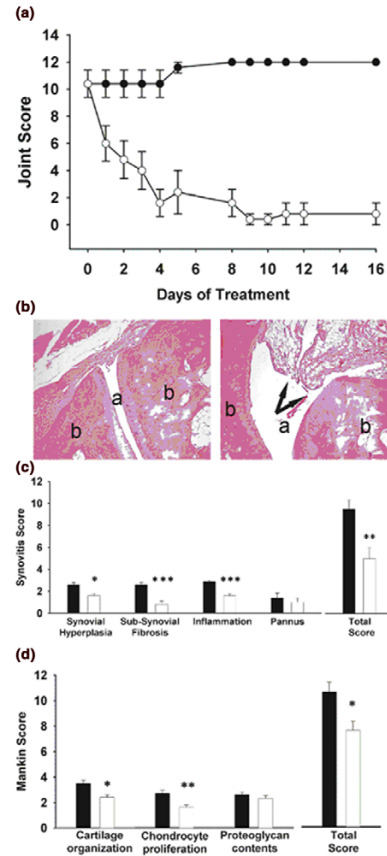 (a)
14
12
10
8
6
4
2
0
Joint Score
0 2 4 6 8 10 12 14 16
Days of Treatment
(b)
b a b
b a b
(c)
12
10
8
6
4
2
0
Synovitis Score
* *** *** **
Synovial Hyperplasia
Sub-Synovial Fibrosis
Inflammation
Pannus
Total Score
(d)
12
10
8
6
4
2
0
Mankin Score
* ** *
Cartilage organization
Chondrocyte proliferation
Proteoglycan contents
Total Score